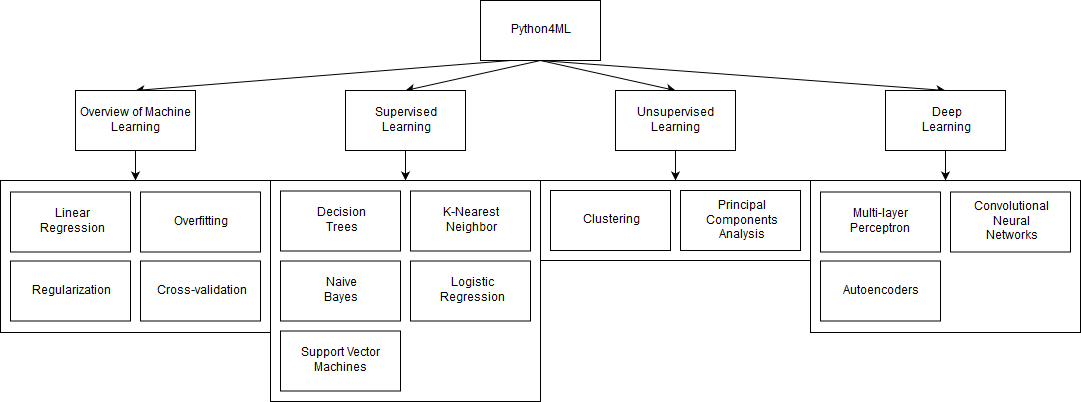 Python4ML
Overview of Machine
Learning
Supervised
Learning
Unsupervised
Learning
Deep
Learning
Linear
Regression
Overfitting
Regularization
Cross-validation
Decision
Trees
K-Nearest
Neighbor
Naive
Bayes
Logistic
Regression
Support Vector
Machines
Clustering
Principal
Components
Analysis
Multi-layer
Perceptron
Convolutional
Neural
Networks
Autoencoders